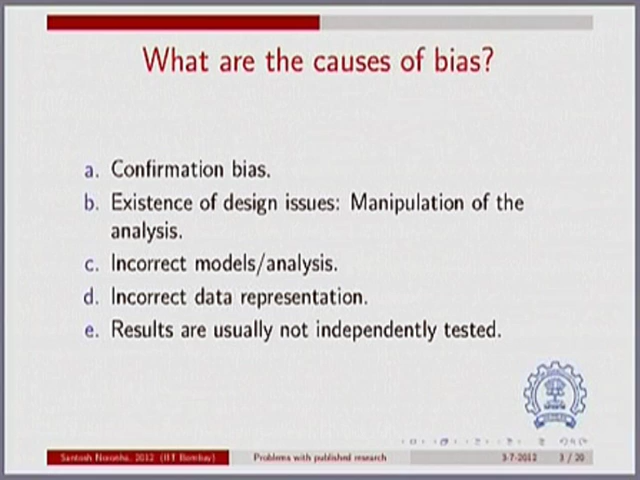 What are the causes of bias?
a. Confirmation bias.
b. Existence of design issues: Manipulation of the
analysis.
c. Incorrect models/analysis.
d. Incorrect data representation.
e. Results are usually not independently tested.
Santosh Noronha, 2012 (IIT Bombay) Problems with published research 3-7-2012 3 / 20